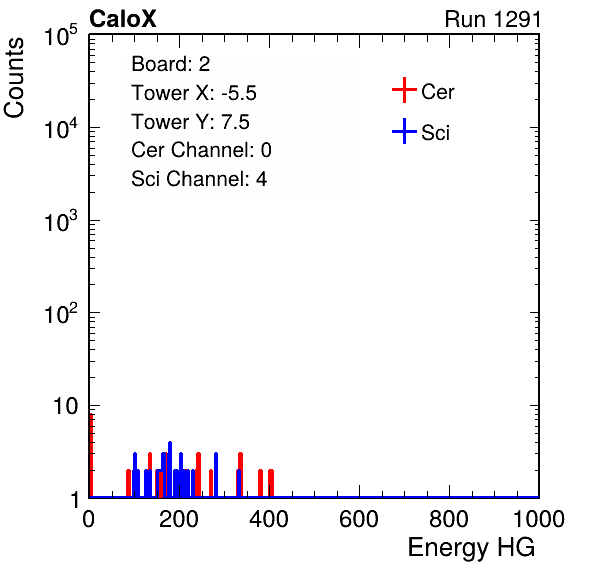 CaloX Run 1291
Counts
Board: 2
Tower X: -5.5
Tower Y: 7.5
Cer Channel: 0
Sci Channel: 4
Cer
Sci
10^5
10^4
10^3
10^2
10
1
0 200 400 600 800 1000
Energy HG